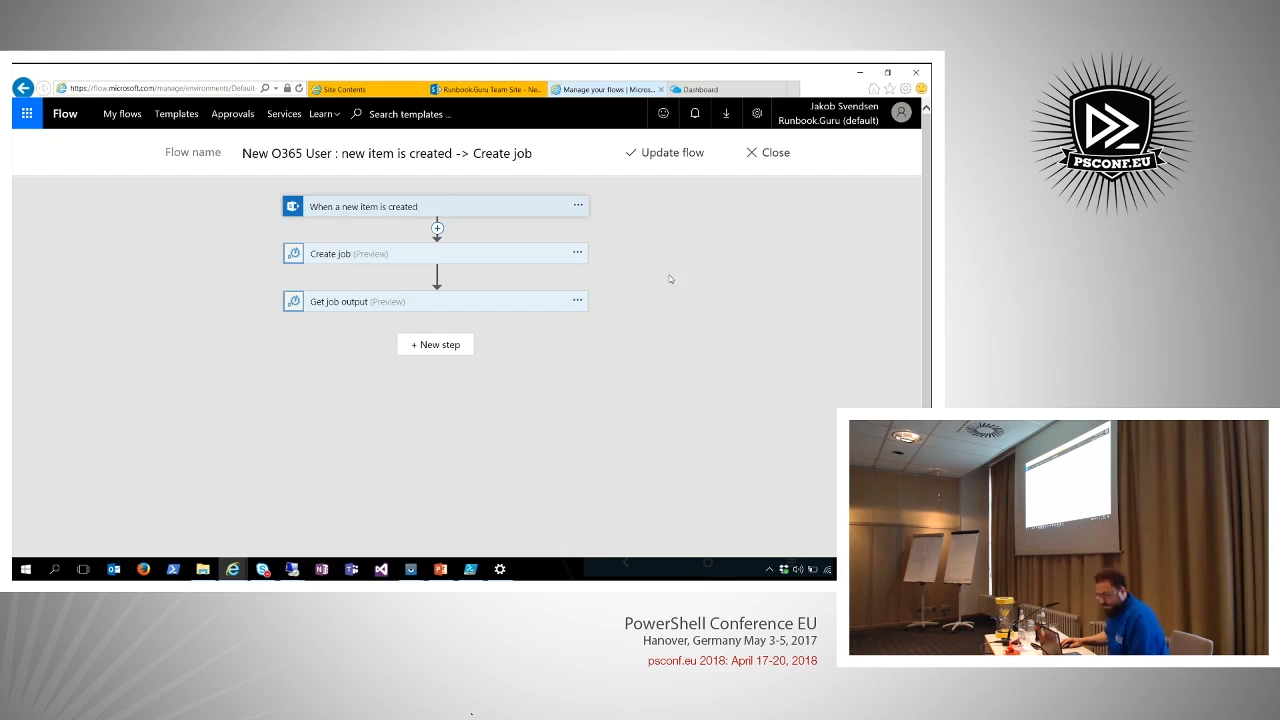 https://flow.microsoft.com/manage/environments/Default-
Site Contents
Runbook.Guru Team Site - Ne...
Manage your flows | Micros...
Dashboard
Flow
My flows
Templates
Approvals
Services
Learn
Search templates ...
Jakob Svendsen
Runbook.Guru (default)
Flow name
New O365 User : new item is created -> Create job
Update flow
Close
When a new item is created
...
Create job (Preview)
...
Get job output (Preview)
...
+ New step
PSCONF.EU
PowerShell Conference EU
Hanover, Germany May 3-5, 2017
psconf.eu 2018: April 17-20, 2018